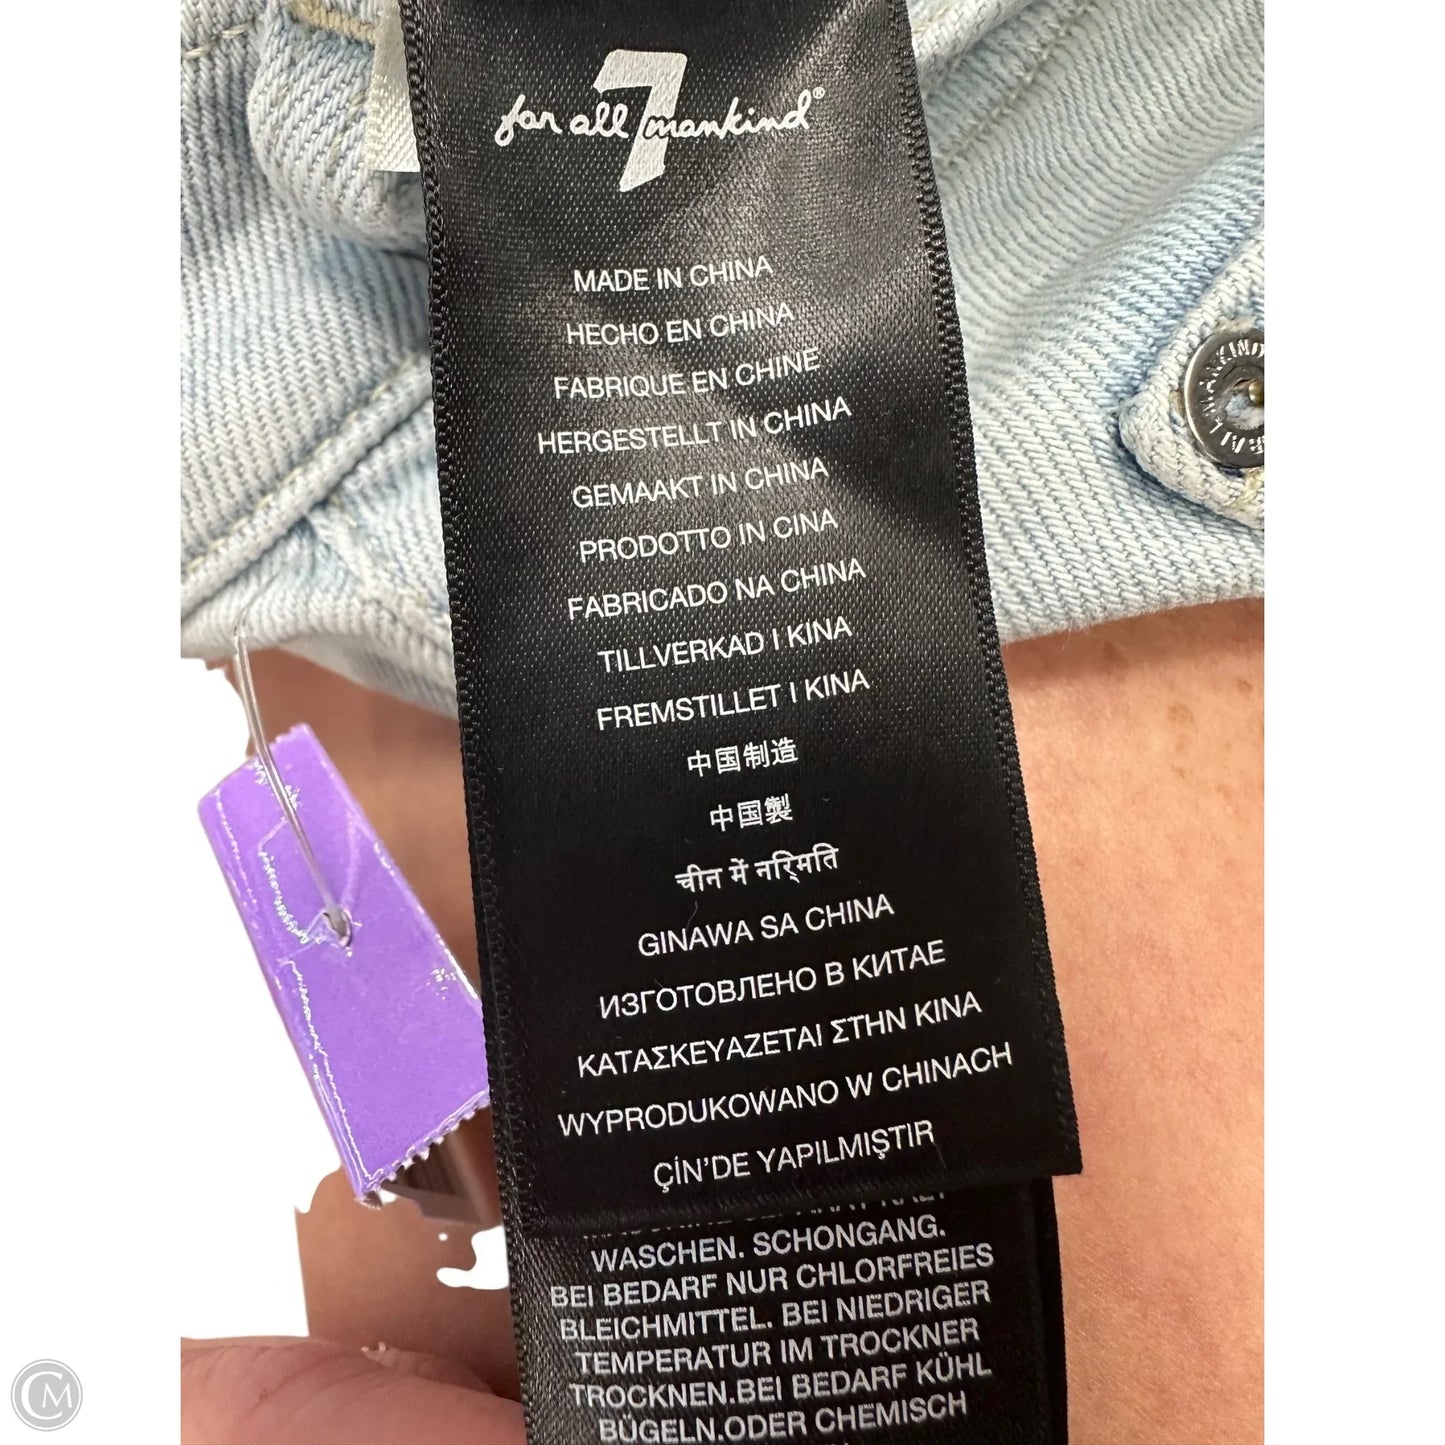 7
for all mankind®
MADE IN CHINA
HECHO EN CHINA
FABRIQUE EN CHINE
HERGESTELLT IN CHINA
GEMAAKT IN CHINA
PRODOTTO IN CINA
FABRICADO NA CHINA
TILLVERKAD I KINA
FREMSTILLET I KINA
中国制造
中国製
चीन में नर्िमति
GINAWA SA CHINA
ИЗГОТОВЛЕНО В КИТАЕ
ΚΑΤΑΣΚΕΥΑΖΕΤΑΙ ΣΤΗΝ ΚΙΝΑ
WYPRODUKOWANO W CHINACH
ÇİN'DE YAPILMIŞTIR
WASCHEN. SCHONGANG.
BEI BEDARF NUR CHLORFREIES
BLEICHMITTEL. BEI NIEDRIGER
TEMPERATUR IM TROCKNER
TROCKNEN.BEI BEDARF KÜHL
BÜGELN.ODER CHEMISCH
CM